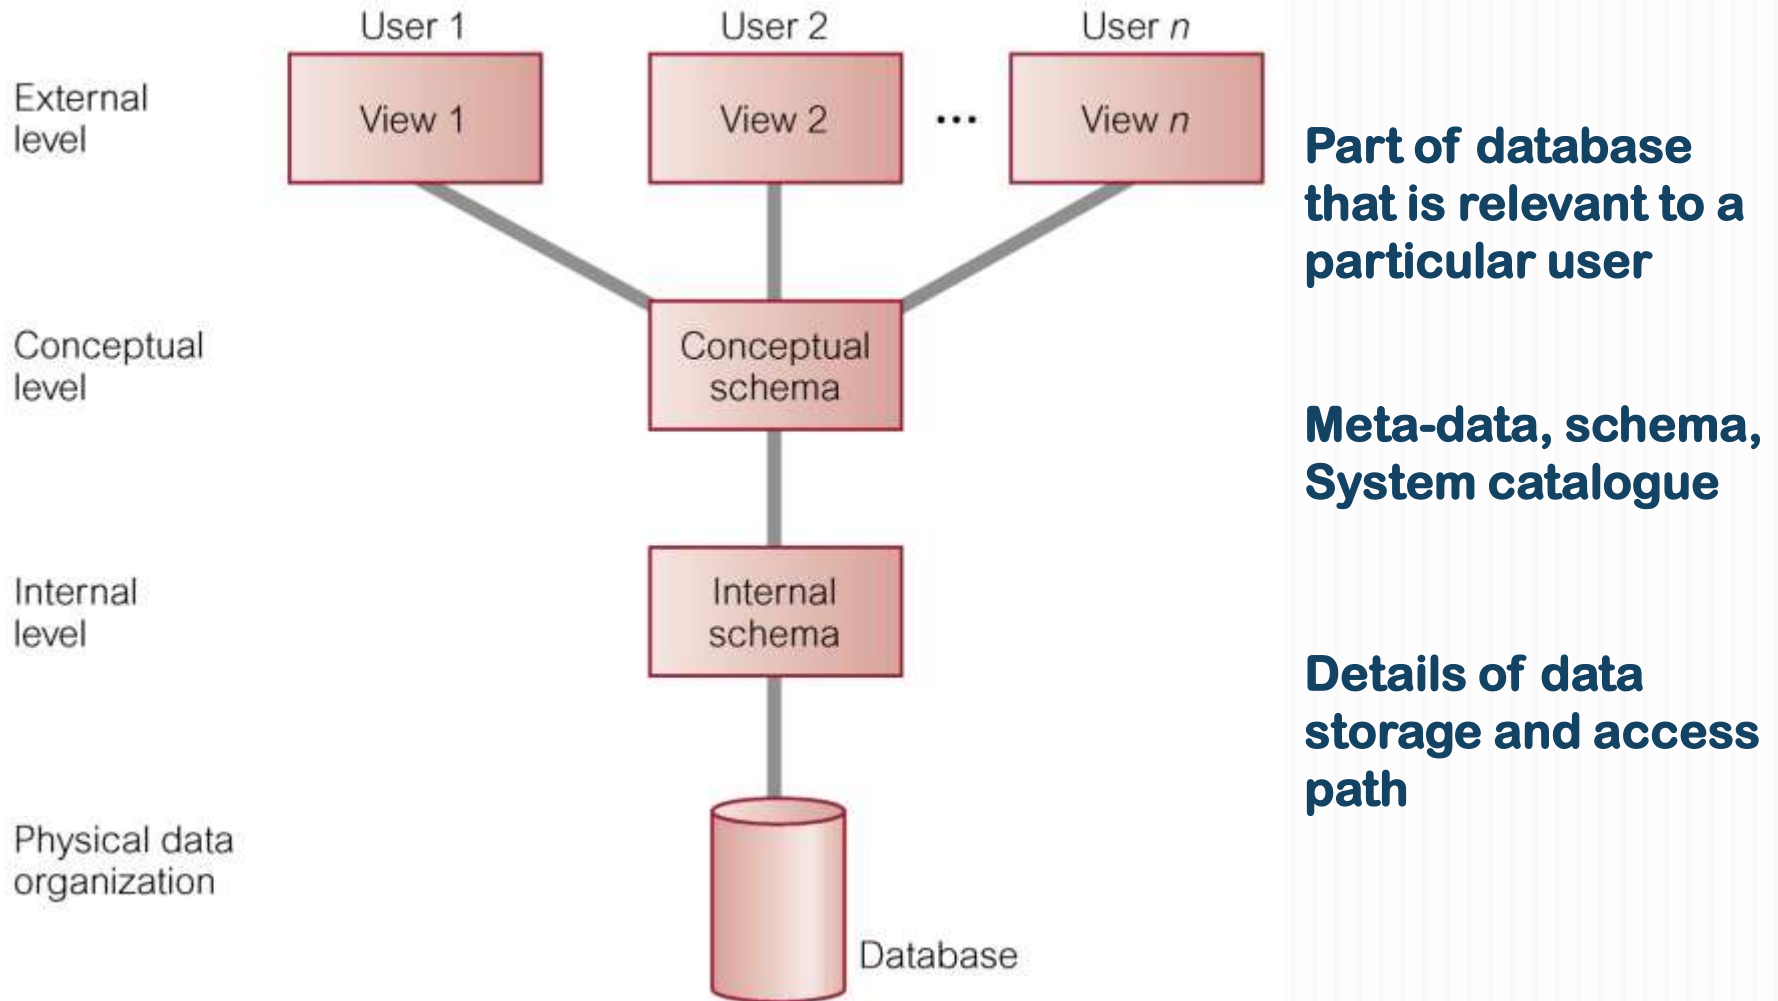 User 1
User 2
User n
External
level
View 1
View 2
...
View n
Part of database
that is relevant to a
particular user
Conceptual
level
Conceptual
schema
Meta-data, schema,
System catalogue
Internal
level
Internal
schema
Details of data
storage and access
path
Physical data
organization
Database